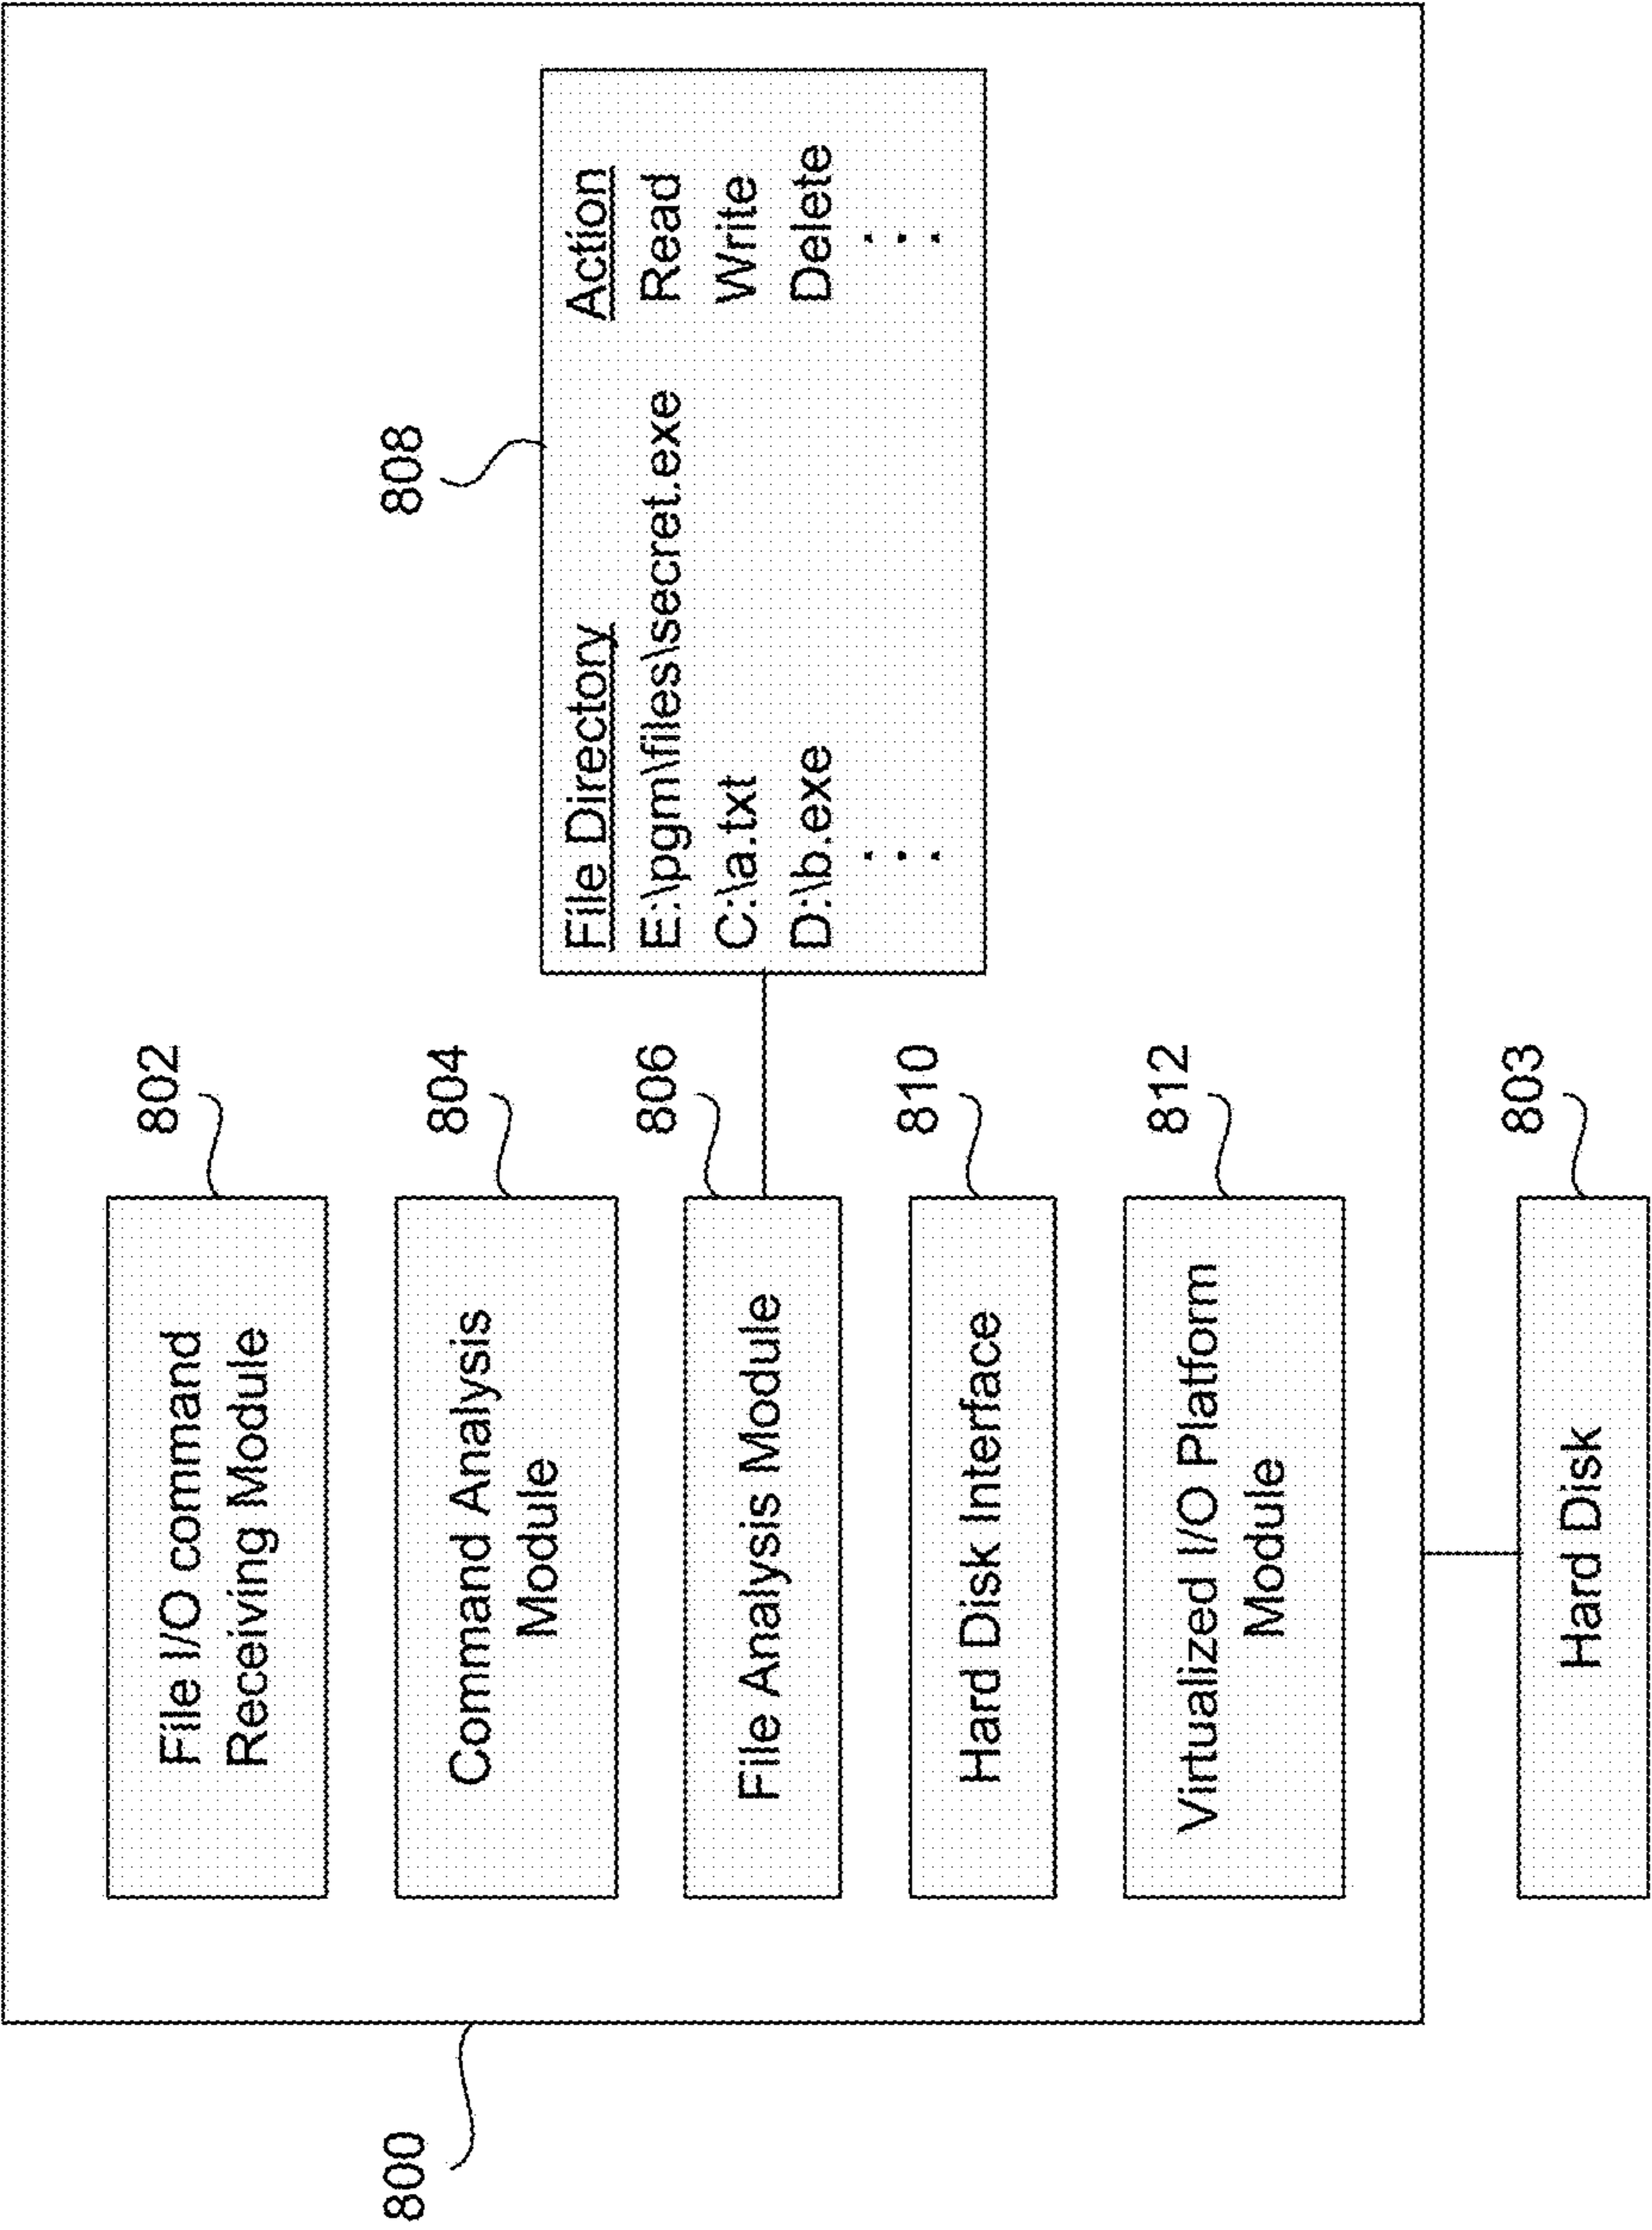 800
802
File I/O command
Receiving Module
804
Command Analysis
Module
808
File Directory Action
E:\pgm\files\secret.exe Read
C:\a.txt Write
D:\b.exe Delete
. . . . . .
806
File Analysis Module
810
Hard Disk Interface
812
Virtualized I/O Platform
Module
803
Hard Disk